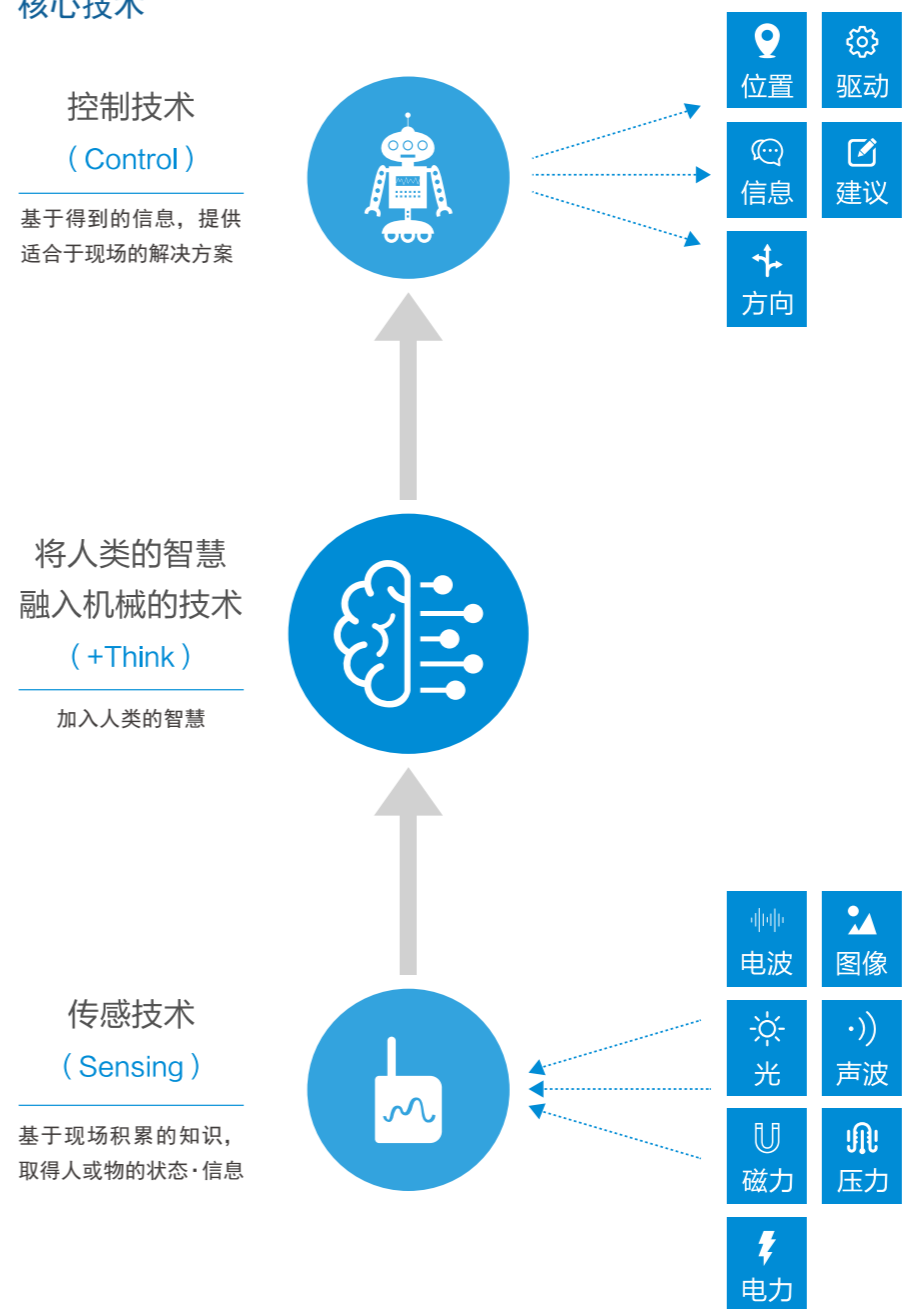 核心技术
控制技术
（Control）
基于得到的信息，提供
适合于现场的解决方案
位置
驱动
信息
建议
方向
将人类的智慧
融入机械的技术
（+Think）
加入人类的智慧
传感技术
（Sensing）
基于现场积累的知识，
取得人或物的状态·信息
电波
图像
光
声波
磁力
压力
电力